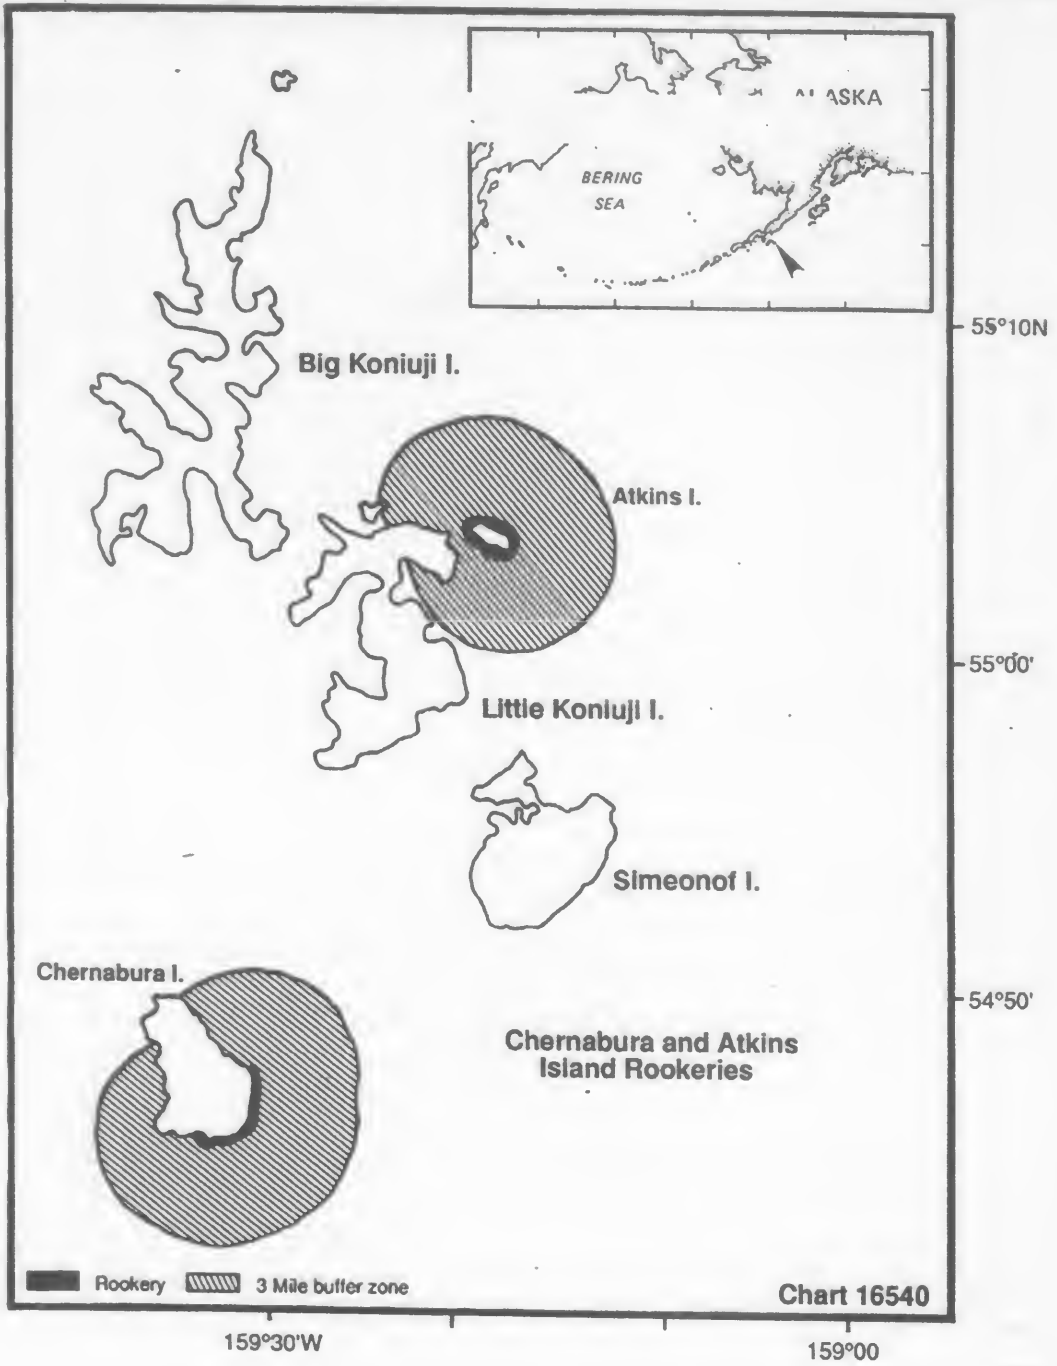 ALASKA
BERING
SEA
55°10N
Big Koniuji I.
Atkins I.
55°00'
Little Koniuji I.
Simeonof I.
Chernabura I.
54°50'
Chernabura and Atkins
Island Rookeries
Rookery 3 Mile buffer zone
Chart 16540
159°30'W
159°00